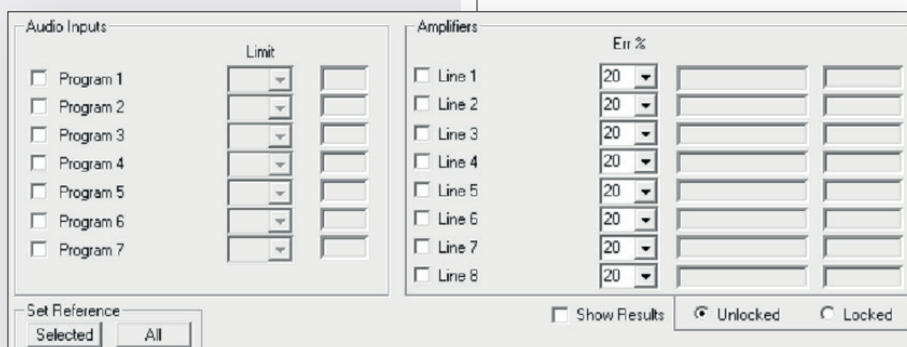 Audio Inputs
Limit
Program 1
Program 2
Program 3
Program 4
Program 5
Program 6
Program 7
Amplifiers
Err %
Line 1 20
Line 2 20
Line 3 20
Line 4 20
Line 5 20
Line 6 20
Line 7 20
Line 8 20
Set Reference
Selected All
Show Results Unlocked Locked